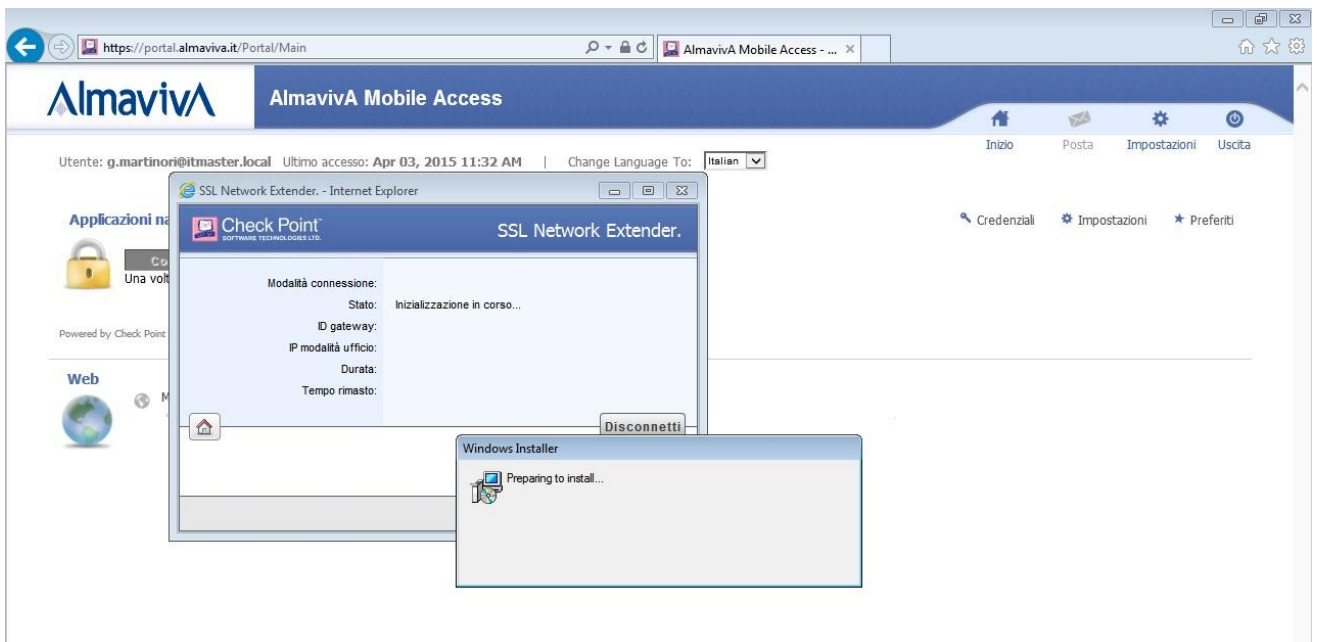 https://portal.almaviva.it/Portal/Main
AlmavivA Mobile Access - ...
AlmavivA
AlmavivA Mobile Access
Inizio
Posta
Impostazioni
Uscita
Utente: g.martinori@itmaster.local Ultimo accesso: Apr 03, 2015 11:32 AM | Change Language To: Italian
SSL Network Extender. - Internet Explorer
Applicazioni na
Credenziali
Impostazioni
Preferiti
Check Point
SOFTWARE TECHNOLOGIES LTD.
SSL Network Extender.
Co
Una volt
Modalità connessione:
Stato: Inizializzazione in corso...
ID gateway:
Powered by Check Point
IP modalità ufficio:
Durata:
Tempo rimasto:
Web
M
Disconnetti
Windows Installer
Preparing to install...